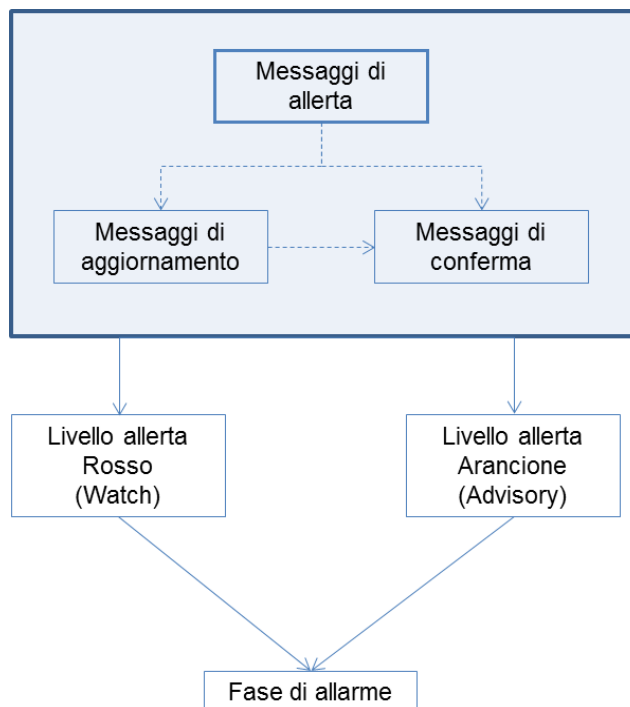 Messaggi di
allerta
Messaggi di
aggiornamento
Messaggi di
conferma
Livello allerta
Rosso
(Watch)
Livello allerta
Arancione
(Advisory)
Fase di allarme